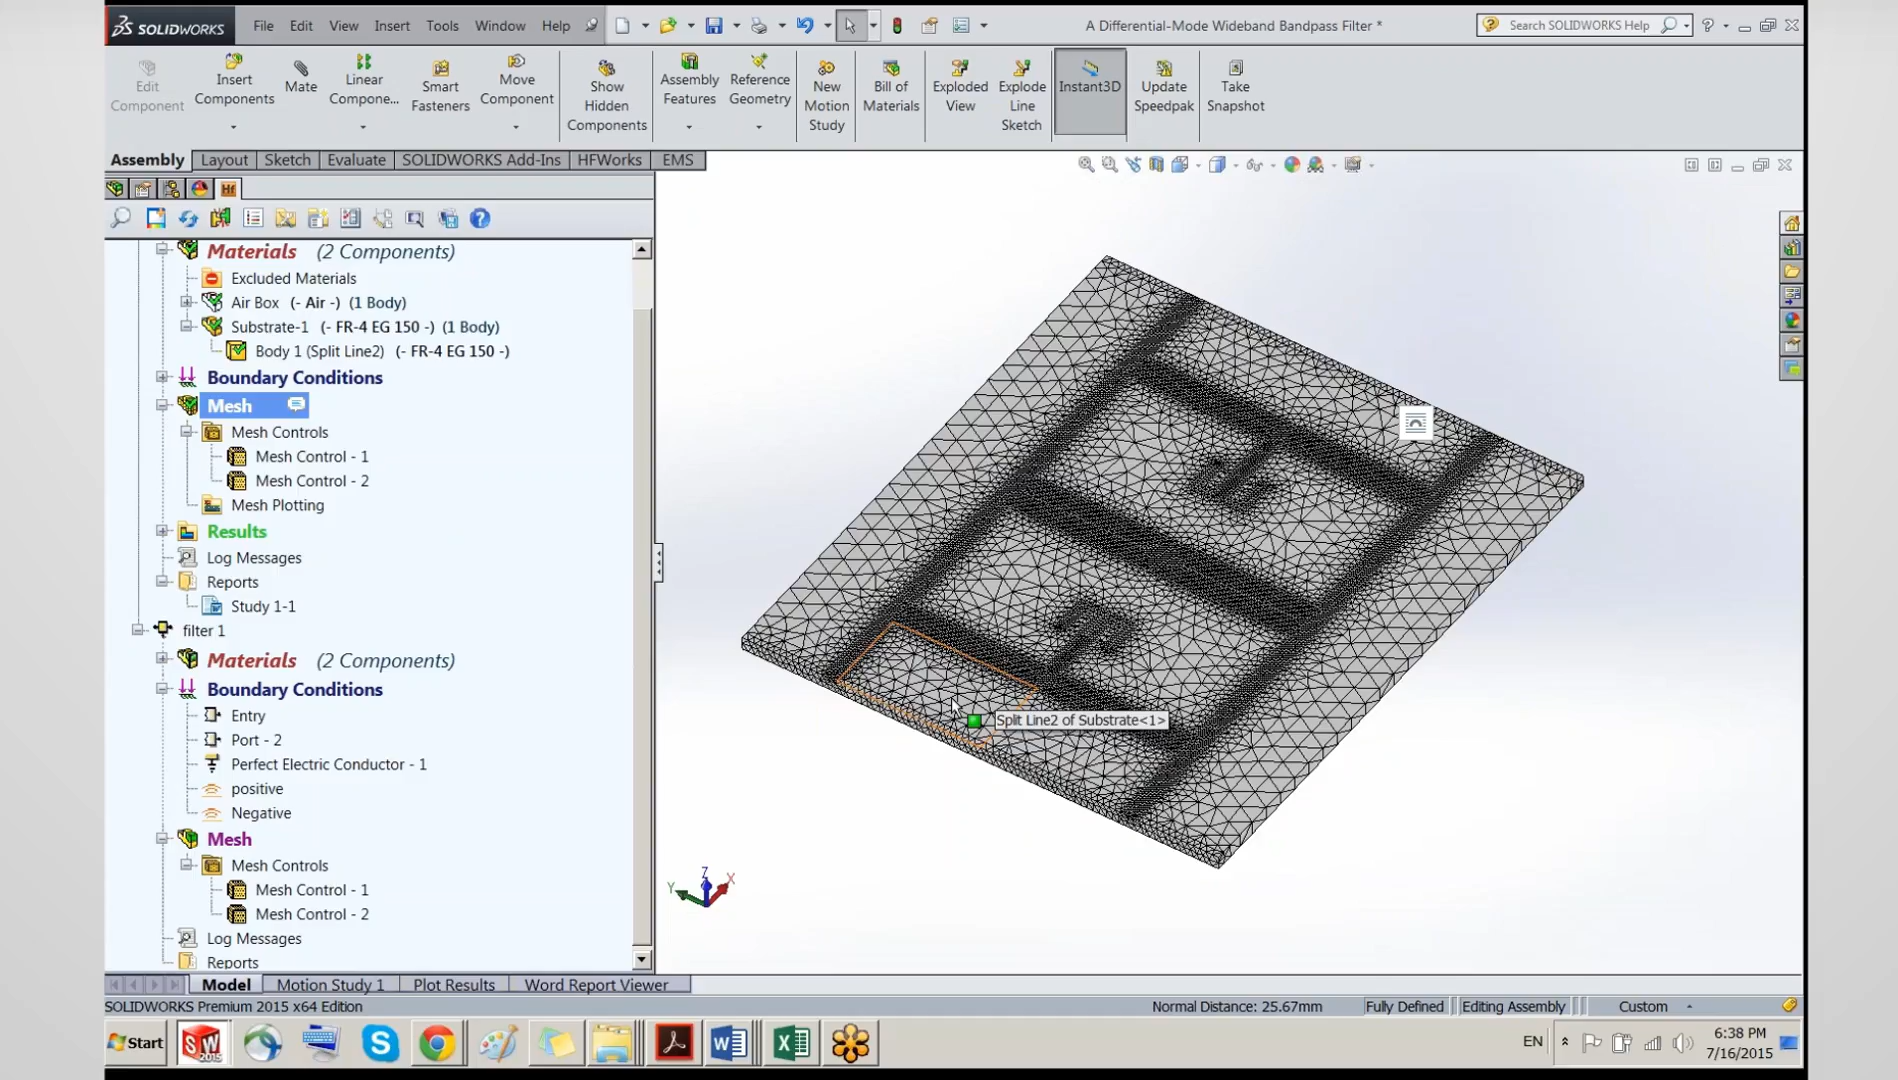 SOLIDWORKS File Edit View Insert Tools Window Help A Differential-Mode Wideband Bandpass Filter * Search SOLIDWORKS Help
Edit Component
Insert Components
Mate
Linear Compone...
Smart Fasteners
Move Component
Show Hidden Components
Assembly Features
Reference Geometry
New Motion Study
Bill of Materials
Exploded View
Explode Line Sketch
Instant3D
Update Speedpak
Take Snapshot
Assembly Layout Sketch Evaluate SOLIDWORKS Add-Ins HFWorks EMS
Materials (2 Components)
Excluded Materials
Air Box (- Air -) (1 Body)
Substrate-1 (- FR-4 EG 150 -) (1 Body)
Body 1 (Split Line2) (- FR-4 EG 150 -)
Boundary Conditions
Mesh
Mesh Controls
Mesh Control - 1
Mesh Control - 2
Mesh Plotting
Results
Log Messages
Reports
Study 1-1
filter 1
Materials (2 Components)
Boundary Conditions
Entry
Port - 2
Perfect Electric Conductor - 1
positive
Negative
Mesh
Mesh Controls
Mesh Control - 1
Mesh Control - 2
Log Messages
Reports
Split Line2 of Substrate<1>
Z
Y
X
Model Motion Study 1 Plot Results Word Report Viewer
SOLIDWORKS Premium 2015 x64 Edition Normal Distance: 25.67mm Fully Defined Editing Assembly Custom
Start EN 6:38 PM
7/16/2015